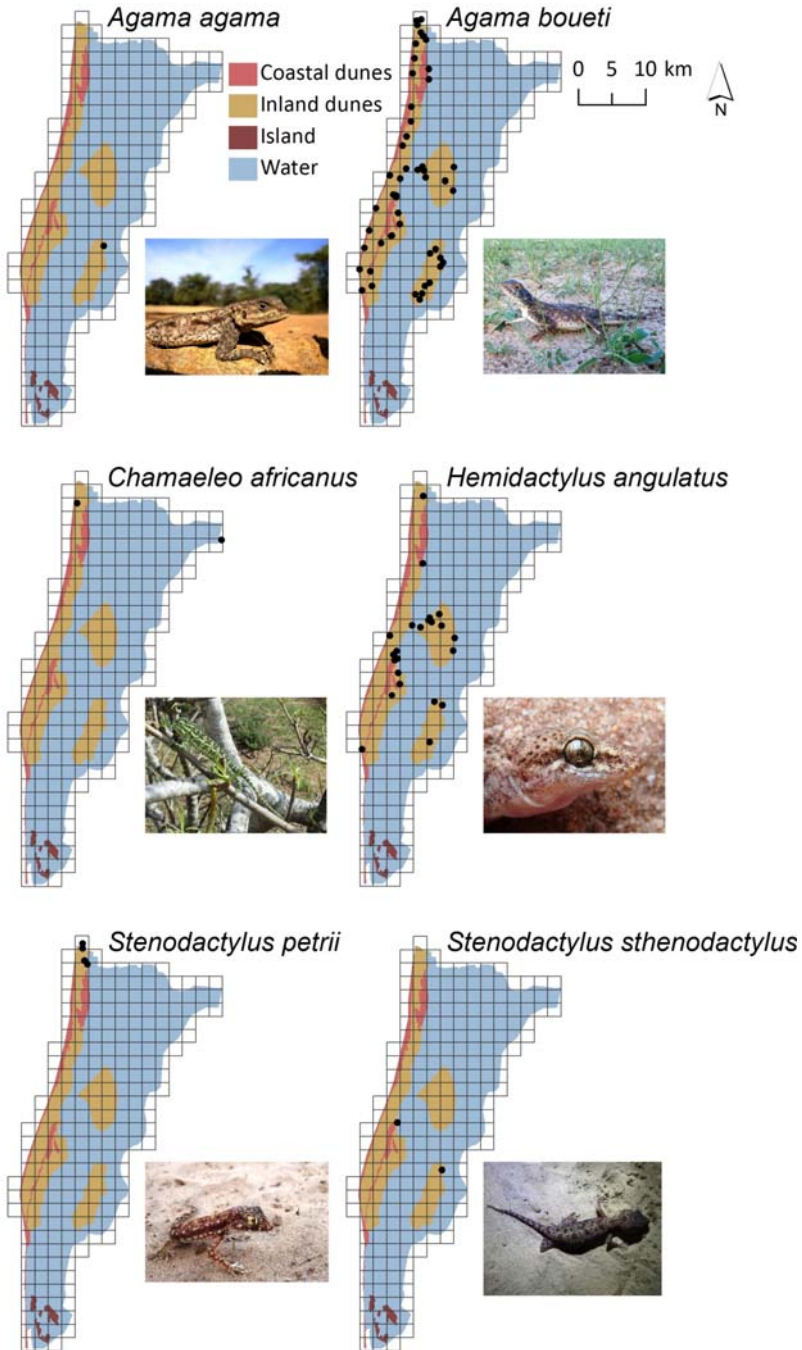 Agama agama
Agama boueti
Coastal dunes
Inland dunes
Island
Water
0 5 10 km
N
Chamaeleo africanus
Hemidactylus angulatus
Stenodactylus petrii
Stenodactylus sthenodactylus